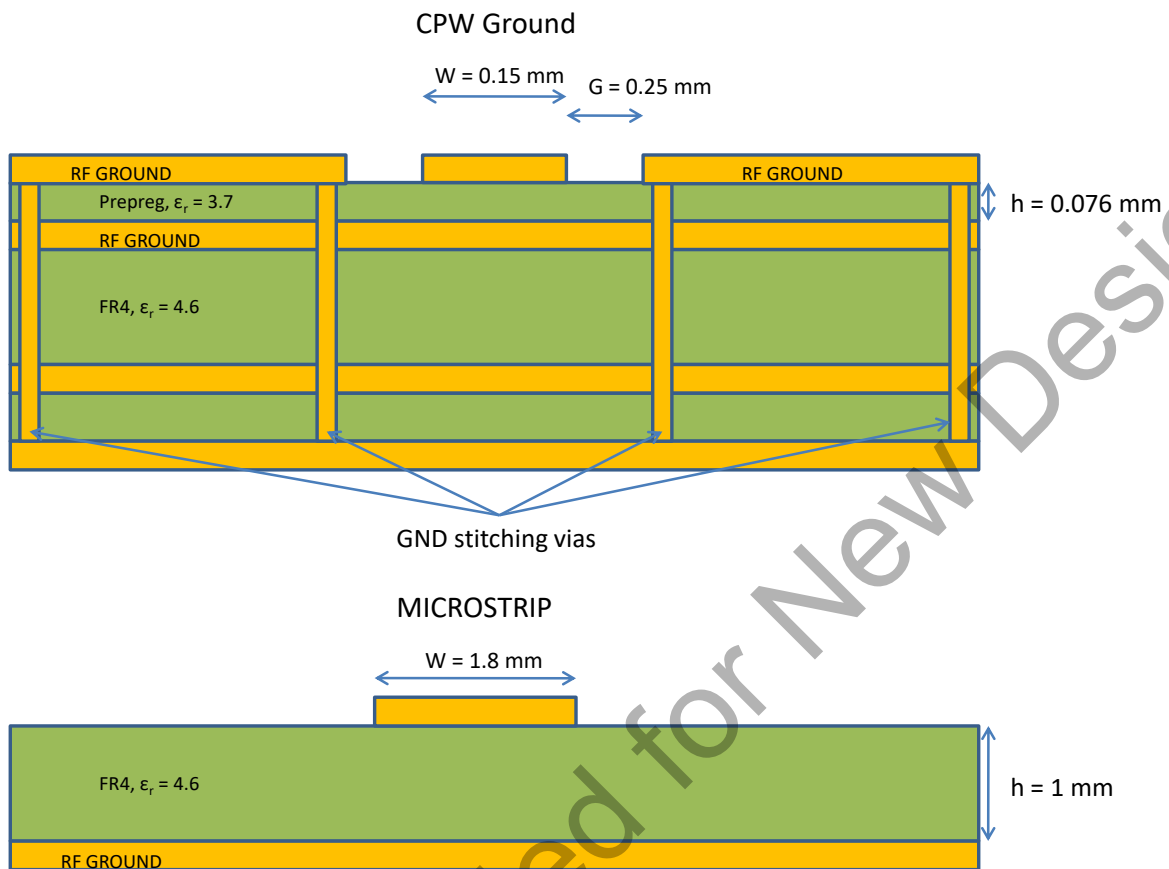 CPW Ground
W = 0.15 mm
G = 0.25 mm
RF GROUND
RF GROUND
Prepreg, εr = 3.7
h = 0.076 mm
RF GROUND
FR4, εr = 4.6
GND stitching vias
MICROSTRIP
W = 1.8 mm
FR4, εr = 4.6
h = 1 mm
RF GROUND
for New